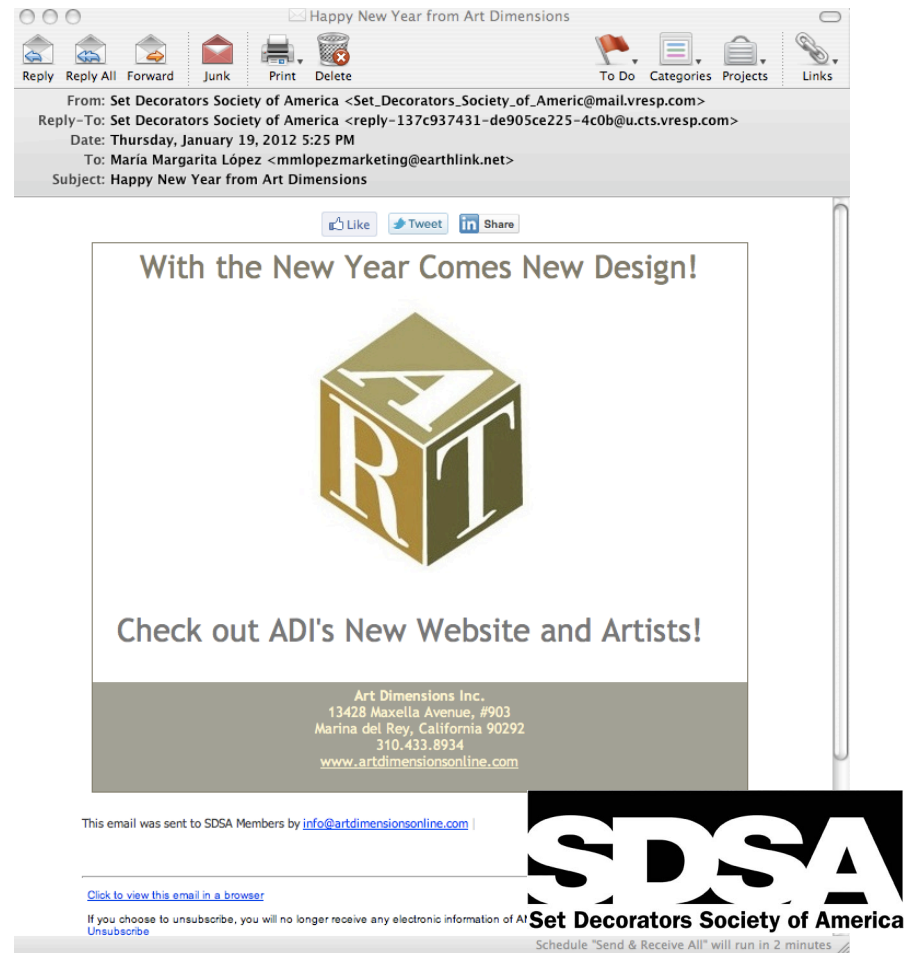 Happy New Year from Art Dimensions
Reply Reply All Forward Junk Print Delete To Do Categories Projects Links
From: Set Decorators Society of America <Set_Decorators_Society_of_Americ@mail.vresp.com>
Reply-To: Set Decorators Society of America <reply-137c937431-de905ce225-4c0b@u.cts.vresp.com>
Date: Thursday, January 19, 2012 5:25 PM
To: María Margarita López <mmlopezmarketing@earthlink.net>
Subject: Happy New Year from Art Dimensions
Like Tweet in Share
With the New Year Comes New Design!
A
R T
Check out ADI's New Website and Artists!
Art Dimensions Inc.
13428 Maxella Avenue, #903
Marina del Rey, California 90292
310.433.8934
www.artdimensionsonline.com
This email was sent to SDSA Members by info@artdimensionsonline.com |
SDSA
Set Decorators Society of America
Click to view this email in a browser
If you choose to unsubscribe, you will no longer receive any electronic information of
Unsubscribe
Schedule "Send & Receive All" will run in 2 minutes